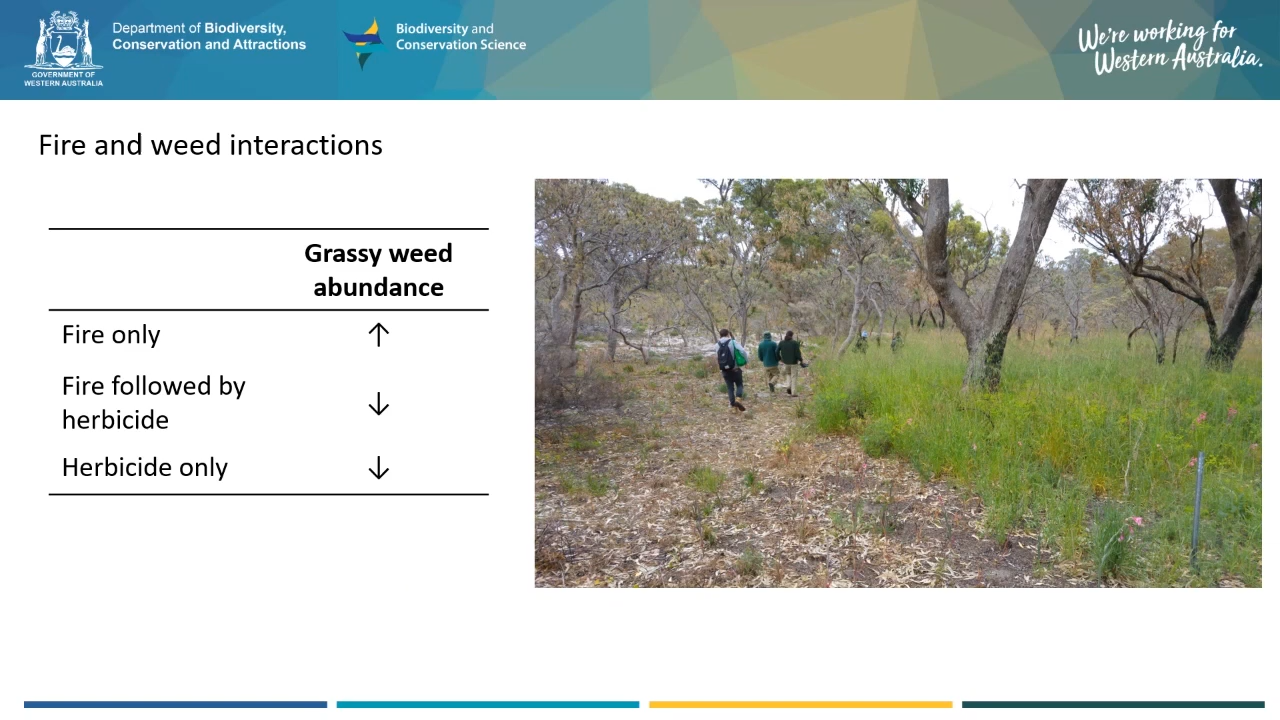 GOVERNMENT OF
WESTERN AUSTRALIA
Department of Biodiversity,
Conservation and Attractions
Biodiversity and
Conservation Science
We're working for
Western Australia.
Fire and weed interactions
Grassy weed
abundance
Fire only ↑
Fire followed by
herbicide ↓
Herbicide only ↓